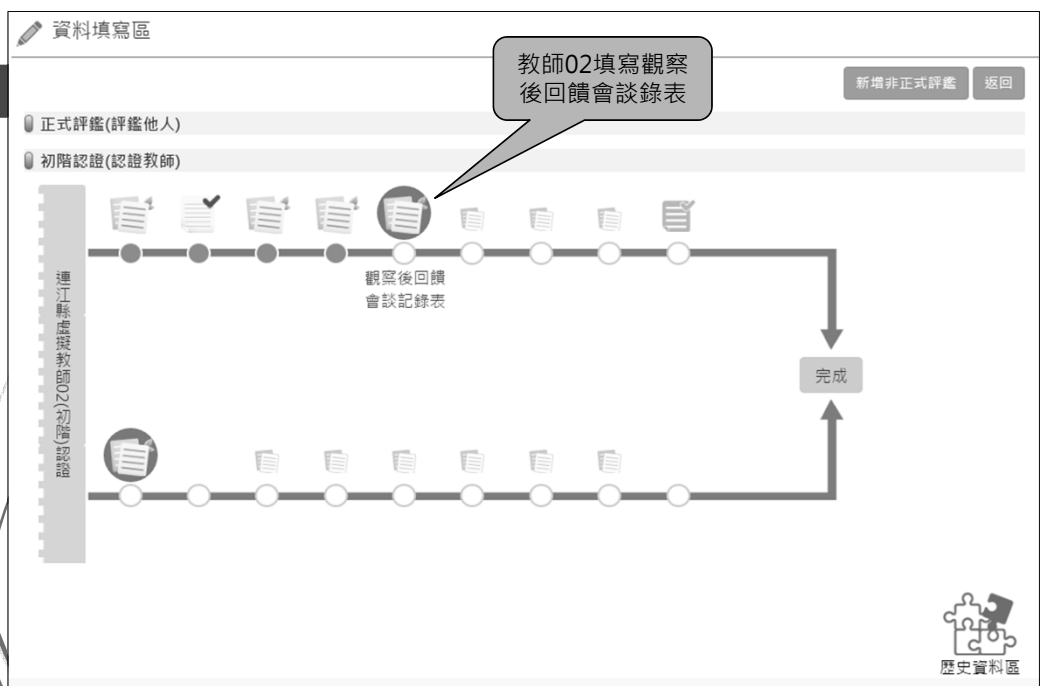 資料填寫區
教師02填寫觀察
後回饋會談錄表
新增非正式評鑑
返回
正式評鑑(評鑑他人)
初階認證(認證教師)
連江縣虛擬教師02(初階)認證
觀察後回饋
會談記錄表
完成
歷史資料區